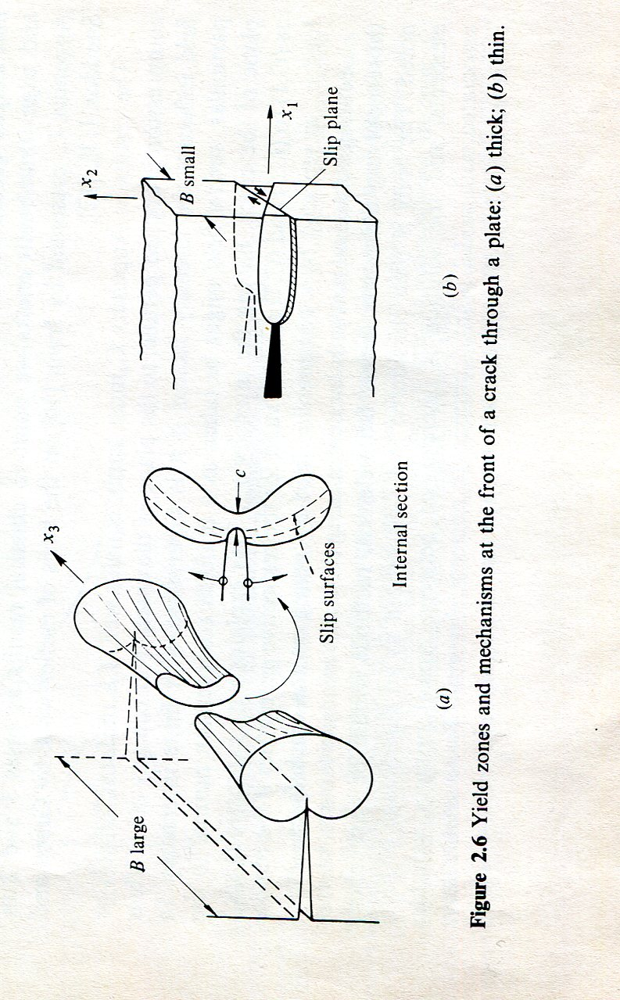 B large
x3
c
Slip surfaces
Internal section
(a)
x2
B small
x1
Slip plane
(b)
Figure 2.6 Yield zones and mechanisms at the front of a crack through a plate: (a) thick; (b) thin.